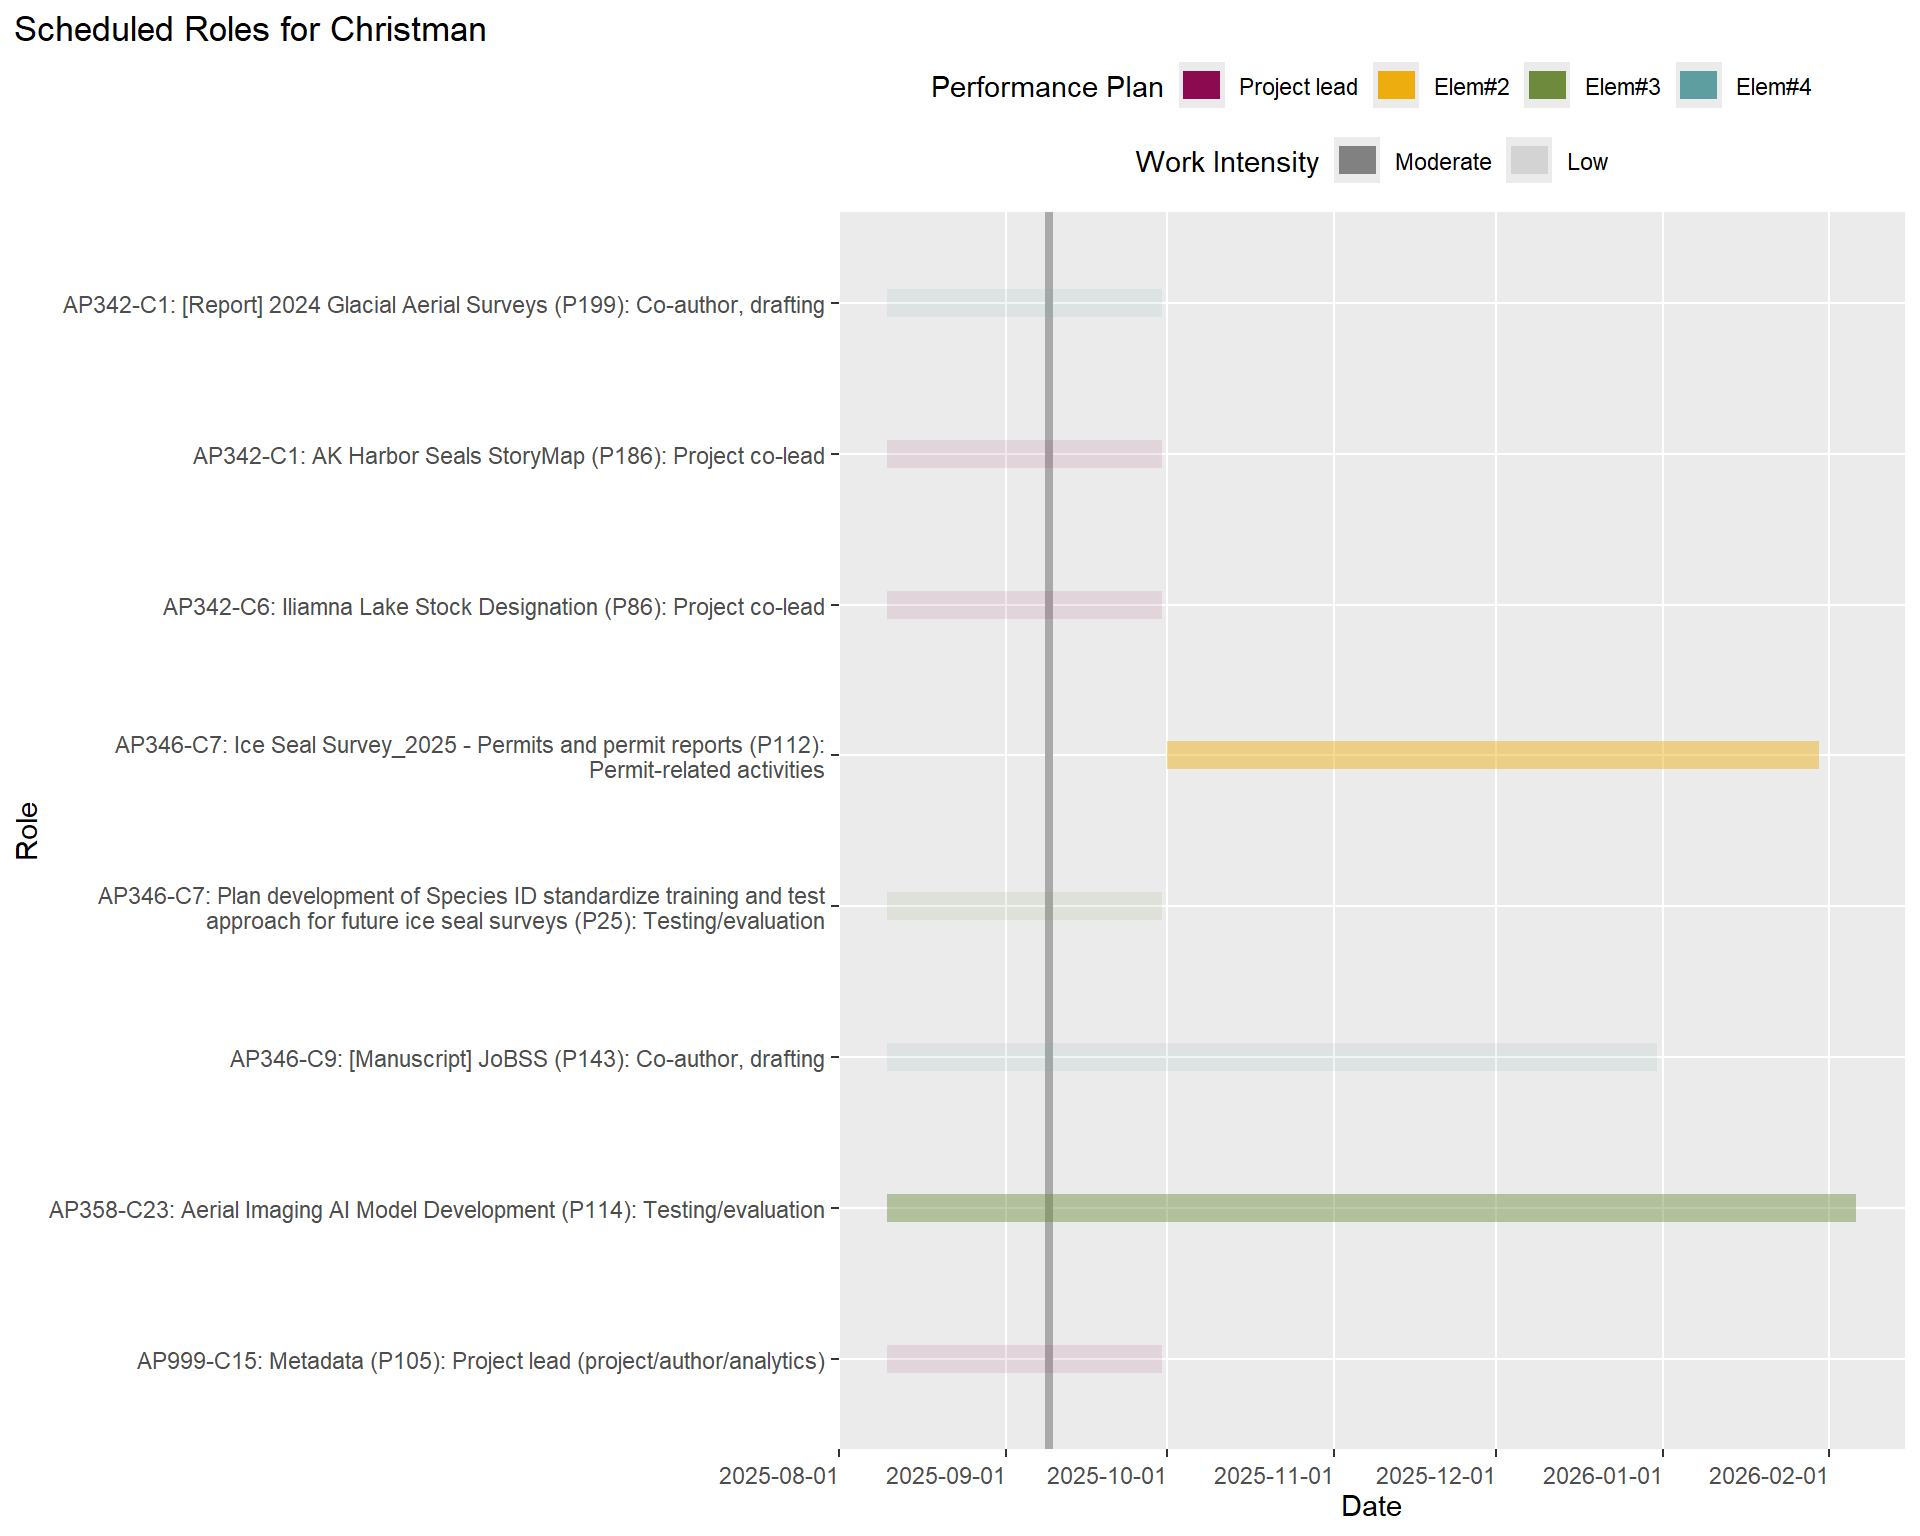 Scheduled Roles for Christman
Performance Plan Project lead Elem#2 Elem#3 Elem#4
Work Intensity Moderate Low
AP342-C1: [Report] 2024 Glacial Aerial Surveys (P199): Co-author, drafting
AP342-C1: AK Harbor Seals StoryMap (P186): Project co-lead
AP342-C6: Iliamna Lake Stock Designation (P86): Project co-lead
AP346-C7: Ice Seal Survey_2025 - Permits and permit reports (P112):
Permit-related activities
AP346-C7: Plan development of Species ID standardize training and test
approach for future ice seal surveys (P25): Testing/evaluation
AP346-C9: [Manuscript] JoBSS (P143): Co-author, drafting
AP358-C23: Aerial Imaging AI Model Development (P114): Testing/evaluation
AP999-C15: Metadata (P105): Project lead (project/author/analytics)
Role
2025-08-01 2025-09-01 2025-10-01 2025-11-01 2025-12-01 2026-01-01 2026-02-01
Date